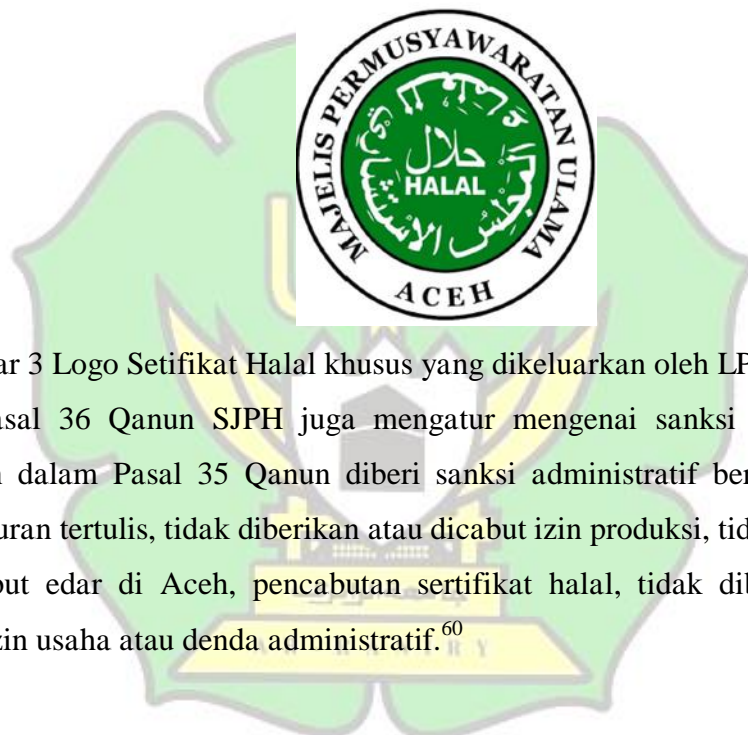 MAJELIS PERMUSYAWARATAN ULAMA
حلال
HALAL
المجلس الاستشاري
ACEH
ar 3 Logo Setifikat Halal khusus yang dikeluarkan oleh LP
asal 36 Qanun SJPH juga mengatur mengenai sanksi
n dalam Pasal 35 Qanun diberi sanksi administratif ber
uran tertulis, tidak diberikan atau dicabut izin produksi, tid
but edar di Aceh, pencabutan sertifikat halal, tidak dib
zin usaha atau denda administratif.60